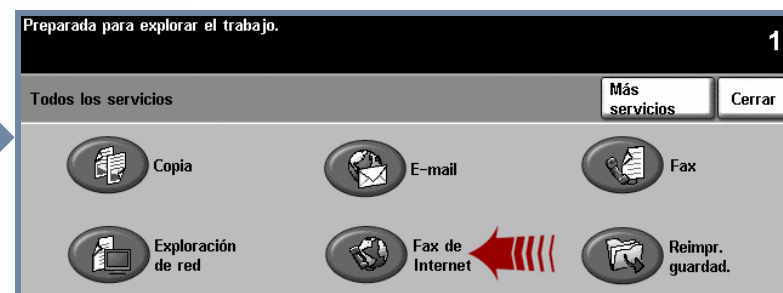 Preparada para explorar el trabajo.
1
Todos los servicios
Más
servicios
Cerrar
Copia
E-mail
Fax
Exploración
de red
Fax de
Internet
Reimpr.
guardad.